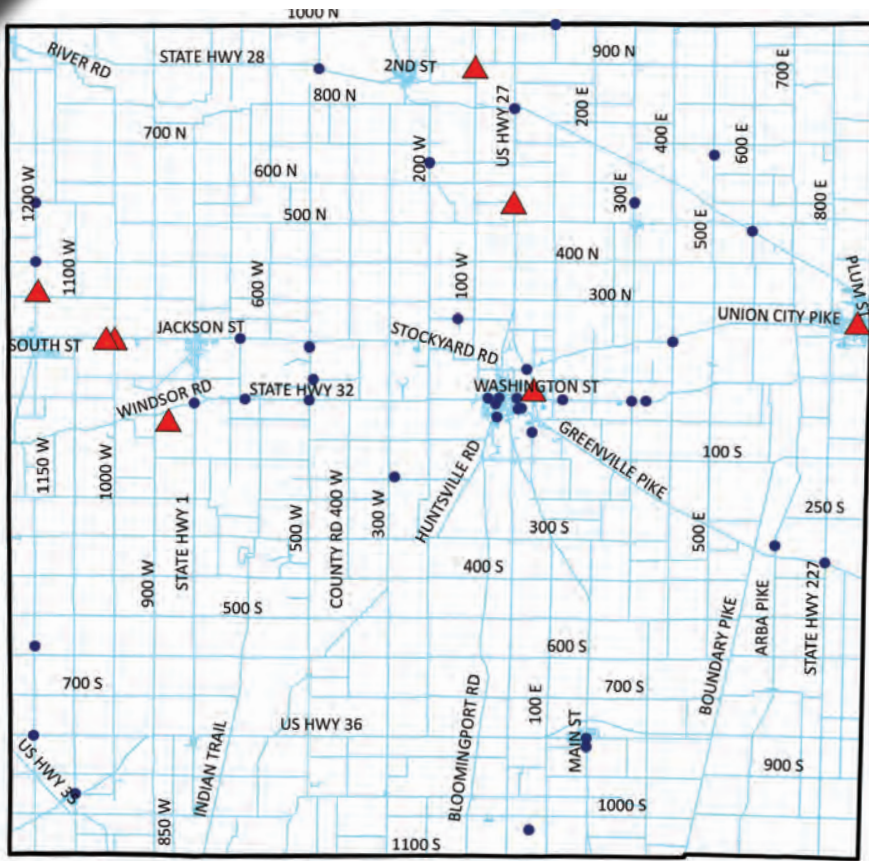 1000 N
RIVER RD
STATE HWY 28
2ND ST
900 N
700 E
800 N
US HWY 27
200 E
700 N
400 E
600 E
200 W
600 N
1200 W
300 E
800 E
500 N
500 E
1100 W
400 N
600 W
100 W
PLUM ST
300 N
UNION CITY PIKE
JACKSON ST
STOCKYARD RD
SOUTH ST
WINDSOR RD
STATE HWY 32
WASHINGTON ST
GREENVILLE PIKE
100 S
HUNTSVILLE RD
1150 W
1000 W
250 S
STATE HWY 1
500 W
COUNTY RD 400 W
300 W
300 S
500 E
900 W
400 S
500 S
BOUNDARY PIKE
ARBA PIKE
STATE HWY 227
600 S
700 S
700 S
BLOOMINGPORT RD
100 E
US HWY 36
MAIN ST
INDIAN TRAIL
US HWY 35
900 S
1000 S
850 W
1100 S